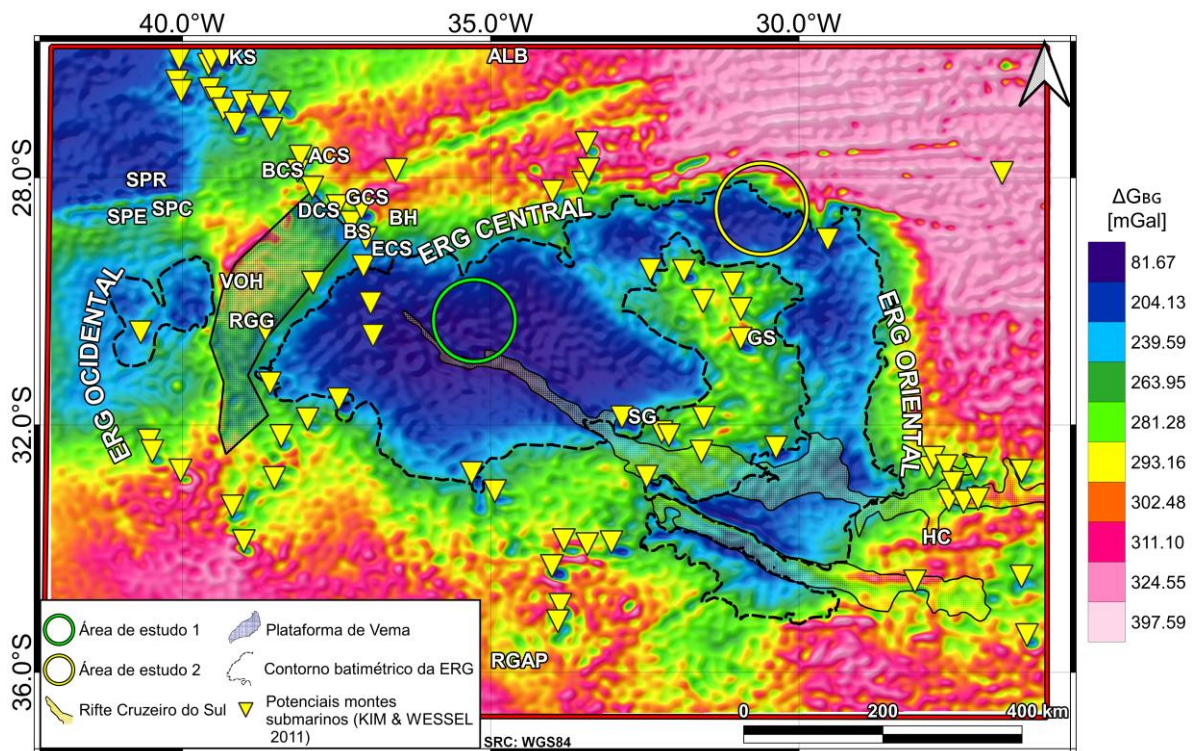 40.0°W 35.0°W 30.0°W
28.0°S
32.0°S
36.0°S
KS
ALB
ACS
BCS
SPR
SPE
SPC
DCS
GCS
BS
BH
ECS
ERG CENTRAL
VOH
RGG
ERG OCIDENTAL
ERG ORIENTAL
GS
SG
HC
RGAP
ΔGBG
[mGal]
81.67
204.13
239.59
263.95
281.28
293.16
302.48
311.10
324.55
397.59
Área de estudo 1
Área de estudo 2
Rifte Cruzeiro do Sul
Plataforma de Vema
Contorno batimétrico da ERG
Potenciais montes
submarinos (KIM & WESSEL
2011)
SRC: WGS84
0 200 400 km